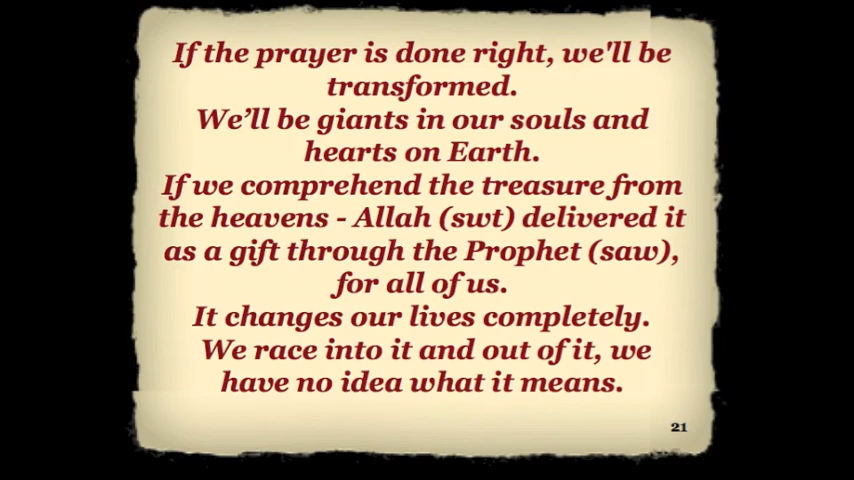 If the prayer is done right, we'll be
transformed.
We’ll be giants in our souls and
hearts on Earth.
If we comprehend the treasure from
the heavens - Allah (swt) delivered it
as a gift through the Prophet (saw),
for all of us.
It changes our lives completely.
We race into it and out of it, we
have no idea what it means.
21